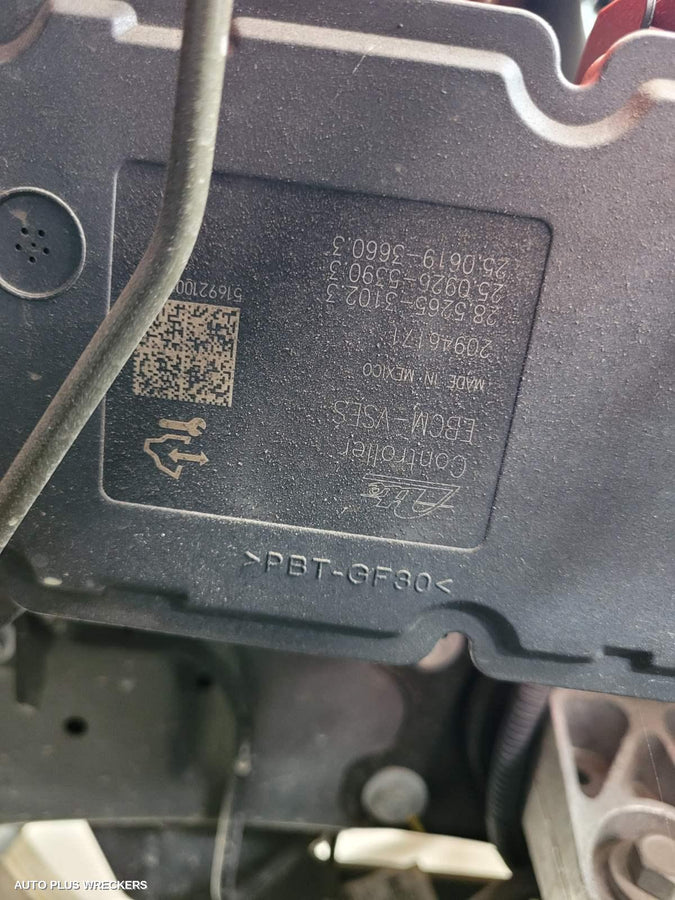 Ate
Controller
EBCM-VSES
MADE IN MEXICO
20946171
28.5265-3102.3
25.0926-5390.3
25.0619-3660.3
>PBT-GF30<
AUTO PLUS WRECKERS